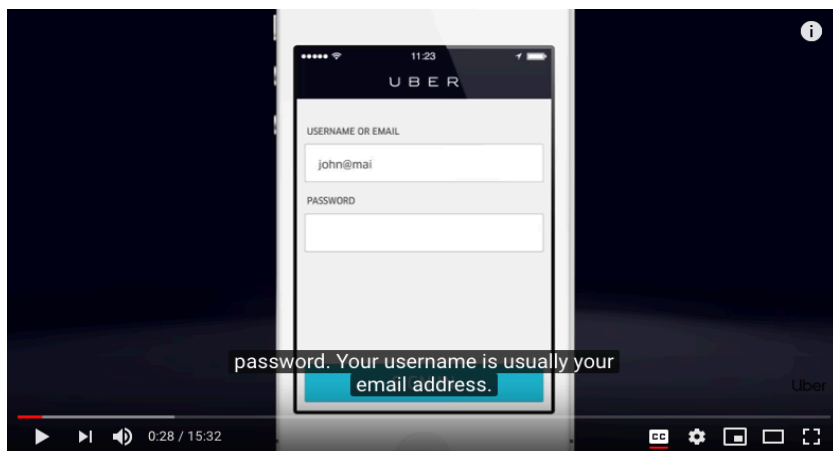 11:23
UBER
USERNAME OR EMAIL
john@mai
PASSWORD
password. Your username is usually your
email address.
Uber
0:28 / 15:32
CC